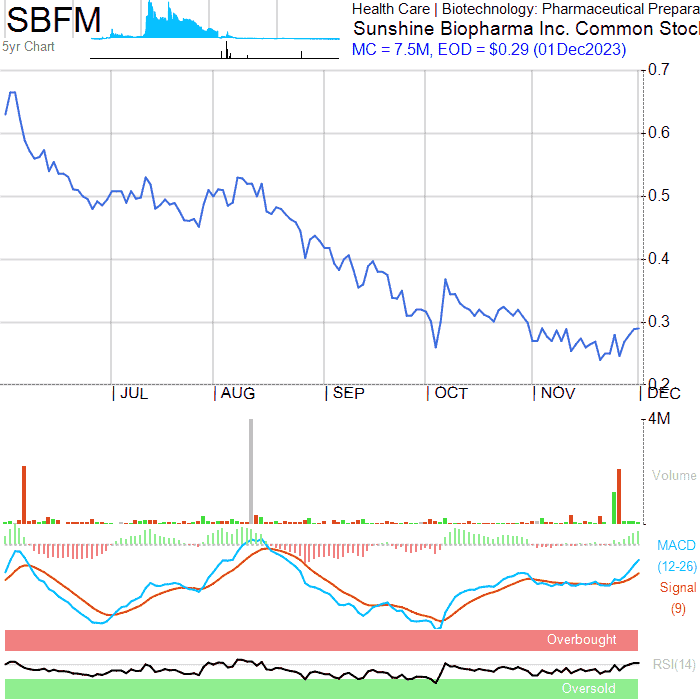 SBFM
5yr Chart
Health Care | Biotechnology: Pharmaceutical Prepara
Sunshine Biopharma Inc. Common Stoc
MC = 7.5M, EOD = $0.29 (01Dec2023)
0.7
0.6
0.5
0.4
0.3
0.2
| JUL | AUG | SEP | OCT | NOV | DEC
4M
Volume
MACD
(12-26)
Signal
(9)
Overbought
RSI(14)
Oversold